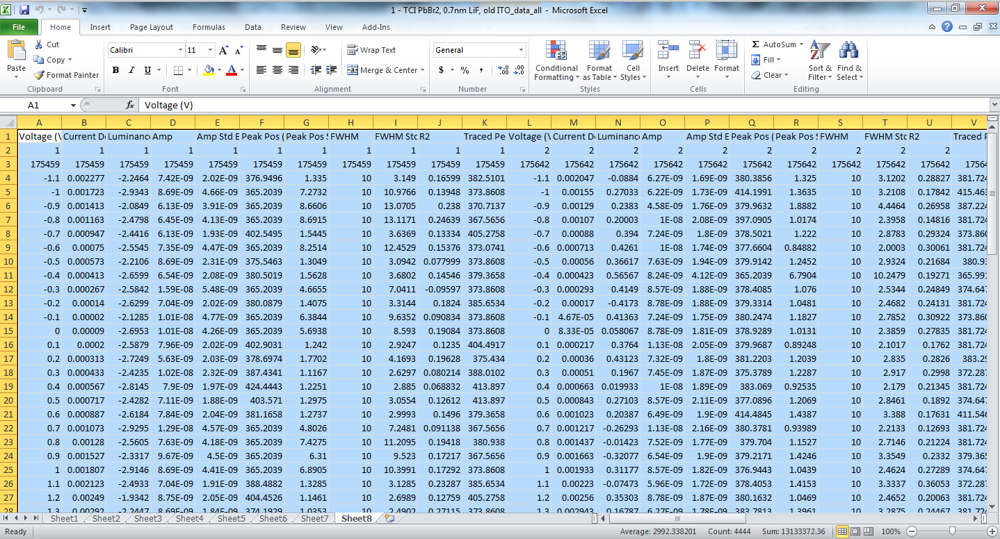 1 - TCI PbBr2, 0.7nm LiF, old ITO_data_all - Microsoft Excel
File Home Insert Page Layout Formulas Data Review View Add-Ins
Paste Cut Copy Format Painter Calibri 11 Wrap Text Merge & Center General Conditional Formatting Format as Table Cell Styles Insert Delete Format AutoSum Fill Clear Sort & Filter Find & Select
Clipboard Font Alignment Number Styles Cells Editing
A1 fx Voltage (V)
A B C D E F G H I J K L M N O P Q R S T U V
1 Voltage (V Current De Luminance Amp Amp Std E Peak Pos ( Peak Pos S FWHM FWHM Std R2 Traced Pe Voltage (V Current De Luminance Amp Amp Std E Peak Pos ( Peak Pos S FWHM FWHM Std R2 Traced P
2 1 1 1 1 1 1 1 1 1 1 1 2 2 2 2 2 2 2 2 2 2
3 175459 175459 175459 175459 175459 175459 175459 175459 175459 175459 175459 175642 175642 175642 175642 175642 175642 175642 175642 175642 175642 17564
4 -1.1 0.002277 -2.2464 7.42E-09 2.02E-09 376.9496 1.335 10 3.149 0.16599 382.5101 -1.1 0.002047 -0.0884 6.27E-09 1.69E-09 380.3856 1.325 10 3.1202 0.28827 381.724
5 -1 0.001723 -2.9343 8.69E-09 4.66E-09 365.2039 7.2732 10 10.9766 0.13948 373.8608 -1 0.00155 0.27033 6.22E-09 1.73E-09 414.1991 1.3635 10 3.2108 0.17842 415.463
6 -0.9 0.001413 -2.0849 6.13E-09 3.91E-09 365.2039 8.6606 10 13.0705 0.238 370.7137 -0.9 0.00129 0.2383 4.58E-09 1.76E-09 379.9632 1.8882 10 4.4464 0.26958 387.224
7 -0.8 0.001163 -2.4798 6.45E-09 4.13E-09 365.2039 8.6915 10 13.1171 0.24639 367.5656 -0.8 0.00107 0.20003 1E-08 2.08E-09 397.0905 1.0174 10 2.3958 0.14816 381.724
8 -0.7 0.000947 -2.4416 6.13E-09 1.93E-09 402.5495 1.5445 10 3.6369 0.13334 405.2758 -0.7 0.00088 0.394 7.24E-09 1.8E-09 378.5021 1.222 10 2.8783 0.29324 373.860
9 -0.6 0.00075 -2.5545 7.35E-09 4.47E-09 365.2039 8.2514 10 12.4529 0.15376 373.0741 -0.6 0.000713 0.4261 1E-08 1.74E-09 377.6604 0.84882 10 2.0003 0.30061 381.724
10 -0.5 0.000573 -2.2106 8.69E-09 2.31E-09 375.5463 1.3049 10 3.0942 0.077999 373.8608 -0.5 0.00056 0.36617 7.63E-09 1.94E-09 379.9142 1.2452 10 2.9324 0.21684 380.93
11 -0.4 0.000413 -2.6599 6.54E-09 2.08E-09 380.5019 1.5628 10 3.6802 0.14546 379.3658 -0.4 0.000423 0.56567 8.24E-09 4.12E-09 365.2039 6.7904 10 10.2479 0.19271 365.991
12 -0.3 0.000267 -2.5842 1.59E-08 5.48E-09 365.2039 4.6655 10 7.0411 -0.09597 373.8608 -0.3 0.000293 0.4149 8.57E-09 1.88E-09 378.4085 1.076 10 2.5344 0.24849 374.647
13 -0.2 0.00014 -2.6299 7.04E-09 2.02E-09 380.0879 1.4075 10 3.3144 0.1824 385.6534 -0.2 0.00017 -0.4173 8.78E-09 1.88E-09 379.3314 1.0481 10 2.4682 0.24131 381.724
14 -0.1 0.00002 -2.1285 1.01E-08 4.77E-09 365.2039 6.3844 10 9.6352 0.090834 373.8608 -0.1 4.67E-05 0.41363 7.24E-09 1.75E-09 380.2474 1.1827 10 2.7852 0.30922 373.860
15 0 0.00009 -2.6953 1.01E-08 4.26E-09 365.2039 5.6938 10 8.593 0.19084 373.8608 0 8.33E-05 0.058067 8.78E-09 1.81E-09 378.9289 1.0131 10 2.3859 0.27835 381.724
16 0.1 0.0002 -2.5879 7.96E-09 2.02E-09 402.9031 1.242 10 2.9247 0.1235 404.4917 0.1 0.000217 0.3764 1.13E-08 2.05E-09 379.9687 0.89248 10 2.1017 0.1762 381.724
17 0.2 0.000313 -2.7249 5.63E-09 2.03E-09 378.6974 1.7702 10 4.1693 0.19628 375.434 0.2 0.00036 0.43123 7.32E-09 1.8E-09 381.2203 1.2039 10 2.835 0.2826 383.29
18 0.3 0.000433 -2.4235 1.02E-08 2.32E-09 387.4341 1.1167 10 2.6297 0.080214 388.0102 0.3 0.00051 0.1967 7.45E-09 1.87E-09 375.3789 1.2287 10 2.917 0.2998 372.287
19 0.4 0.000567 -2.8145 7.9E-09 1.97E-09 424.4443 1.2251 10 2.885 0.068832 413.897 0.4 0.000663 0.019933 1E-08 1.89E-09 383.069 0.92535 10 2.179 0.21345 381.724
20 0.5 0.000717 -2.4282 7.11E-09 1.88E-09 403.571 1.2975 10 3.0554 0.12612 413.897 0.5 0.000843 0.27103 8.57E-09 2.11E-09 377.0896 1.2069 10 2.8461 0.1892 374.647
21 0.6 0.000887 -2.6184 7.84E-09 2.04E-09 381.1658 1.2737 10 2.9993 0.1496 379.3658 0.6 0.001023 0.20387 6.49E-09 1.9E-09 414.4845 1.4387 10 3.388 0.17631 411.546
22 0.7 0.001073 -2.9295 1.29E-08 4.57E-09 365.2039 4.8026 10 7.2481 0.091138 367.5656 0.7 0.001217 -0.26293 1.13E-08 2.16E-09 380.3781 0.93989 10 2.2133 0.12693 381.724
23 0.8 0.00128 -2.5605 7.63E-09 4.18E-09 365.2039 7.4275 10 11.2095 0.19418 380.938 0.8 0.001437 -0.01423 7.52E-09 1.77E-09 379.704 1.1527 10 2.7146 0.21224 381.724
24 0.9 0.001527 -2.3317 9.67E-09 4.5E-09 365.2039 6.31 10 9.523 0.17217 367.5656 0.9 0.001663 -0.32077 6.54E-09 1.9E-09 379.2171 1.4246 10 3.3549 0.2332 379.365
25 1 0.001807 -2.9146 8.69E-09 4.41E-09 365.2039 6.8905 10 10.3991 0.17292 373.8608 1 0.001933 0.31177 8.57E-09 1.82E-09 376.9443 1.0439 10 2.4624 0.27289 374.647
26 1.1 0.002123 -2.4933 7.04E-09 1.91E-09 388.4882 1.3285 10 3.1285 0.23287 385.6534 1.1 0.00223 -0.07473 5.96E-09 1.72E-09 378.4053 1.4153 10 3.3337 0.36053 372.287
27 1.2 0.00249 -1.9342 8.75E-09 2.05E-09 404.4526 1.1461 10 2.6989 0.12759 405.2758 1.2 0.00256 0.35303 8.78E-09 1.87E-09 380.1632 1.0469 10 2.4652 0.20063 381.724
28 1.3 0.00292 -2.2447 8.69E-09 1.84E-09 374.1929 1.0353 10 2.4902 0.27115 373.8608 1.3 0.002943 0.16787 6.27E-09 1.78E-09 383.7813 1.3961 10 3.2875 0.24467 381.724
Sheet1 Sheet2 Sheet3 Sheet4 Sheet5 Sheet6 Sheet7 Sheet8
Ready Average: 2992.338201 Count: 4444 Sum: 13133372.36 100%